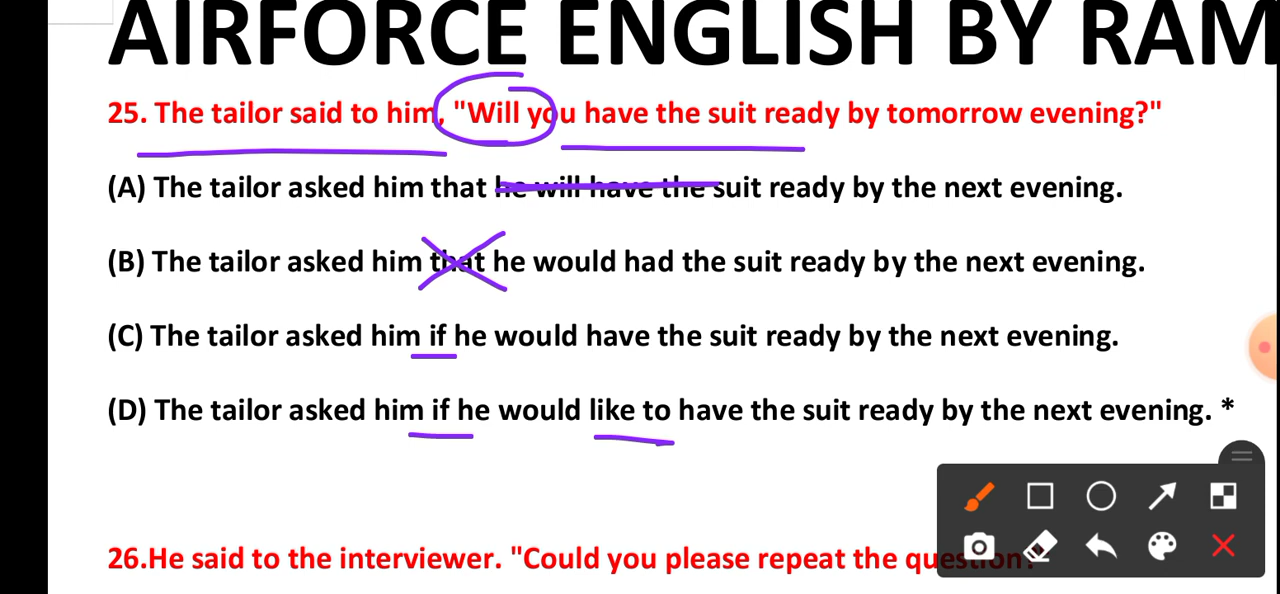 AIRFORCE ENGLISH BY RAM
25. The tailor said to him, "Will you have the suit ready by tomorrow evening?"
(A) The tailor asked him that he will have the suit ready by the next evening.
(B) The tailor asked him that he would had the suit ready by the next evening.
(C) The tailor asked him if he would have the suit ready by the next evening.
(D) The tailor asked him if he would like to have the suit ready by the next evening. *
26.He said to the interviewer. "Could you please repeat the question?"